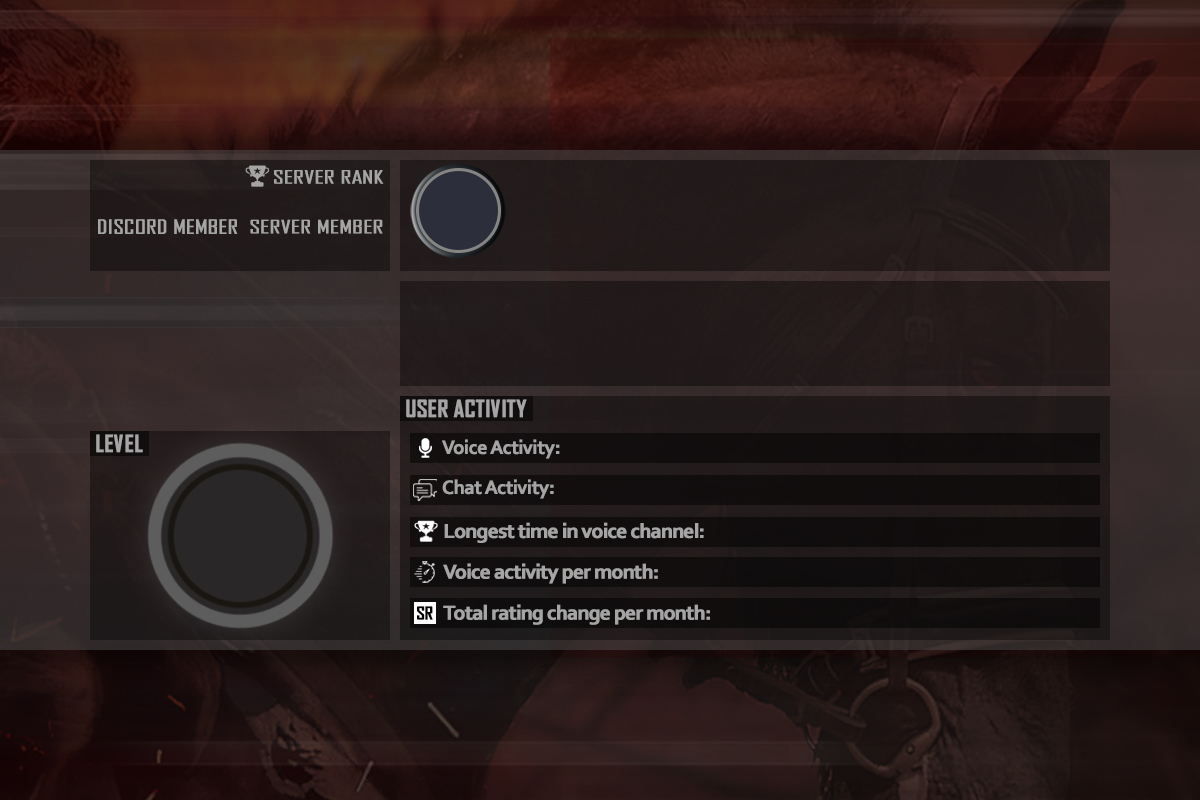 SERVER RANK
DISCORD MEMBER SERVER MEMBER
LEVEL
USER ACTIVITY
Voice Activity:
Chat Activity:
Longest time in voice channel:
Voice activity per month:
SR Total rating change per month: